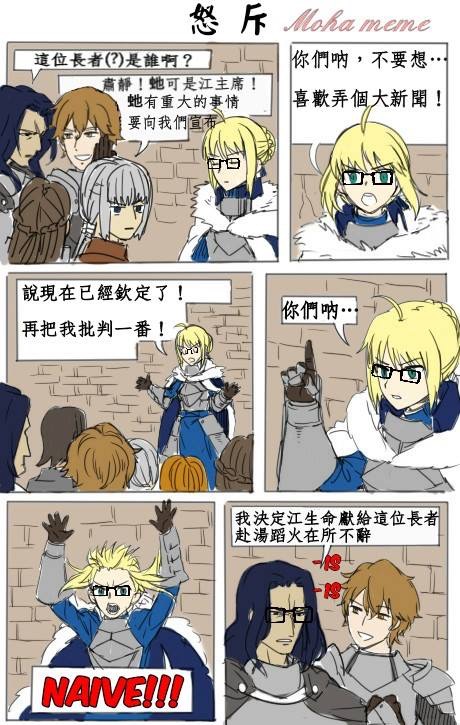 怒斥 Moha meme
這位長者(?)是誰啊？
肅靜！她可是江主席！
她有重大的事情
要向我們宣布
你們吶，不要想…
喜歡弄個大新聞！
說現在已經欽定了！
再把我批判一番！
你們吶…
NAIVE!!!
我決定江生命獻給這位長者
赴湯蹈火在所不辭
-1S
-1S